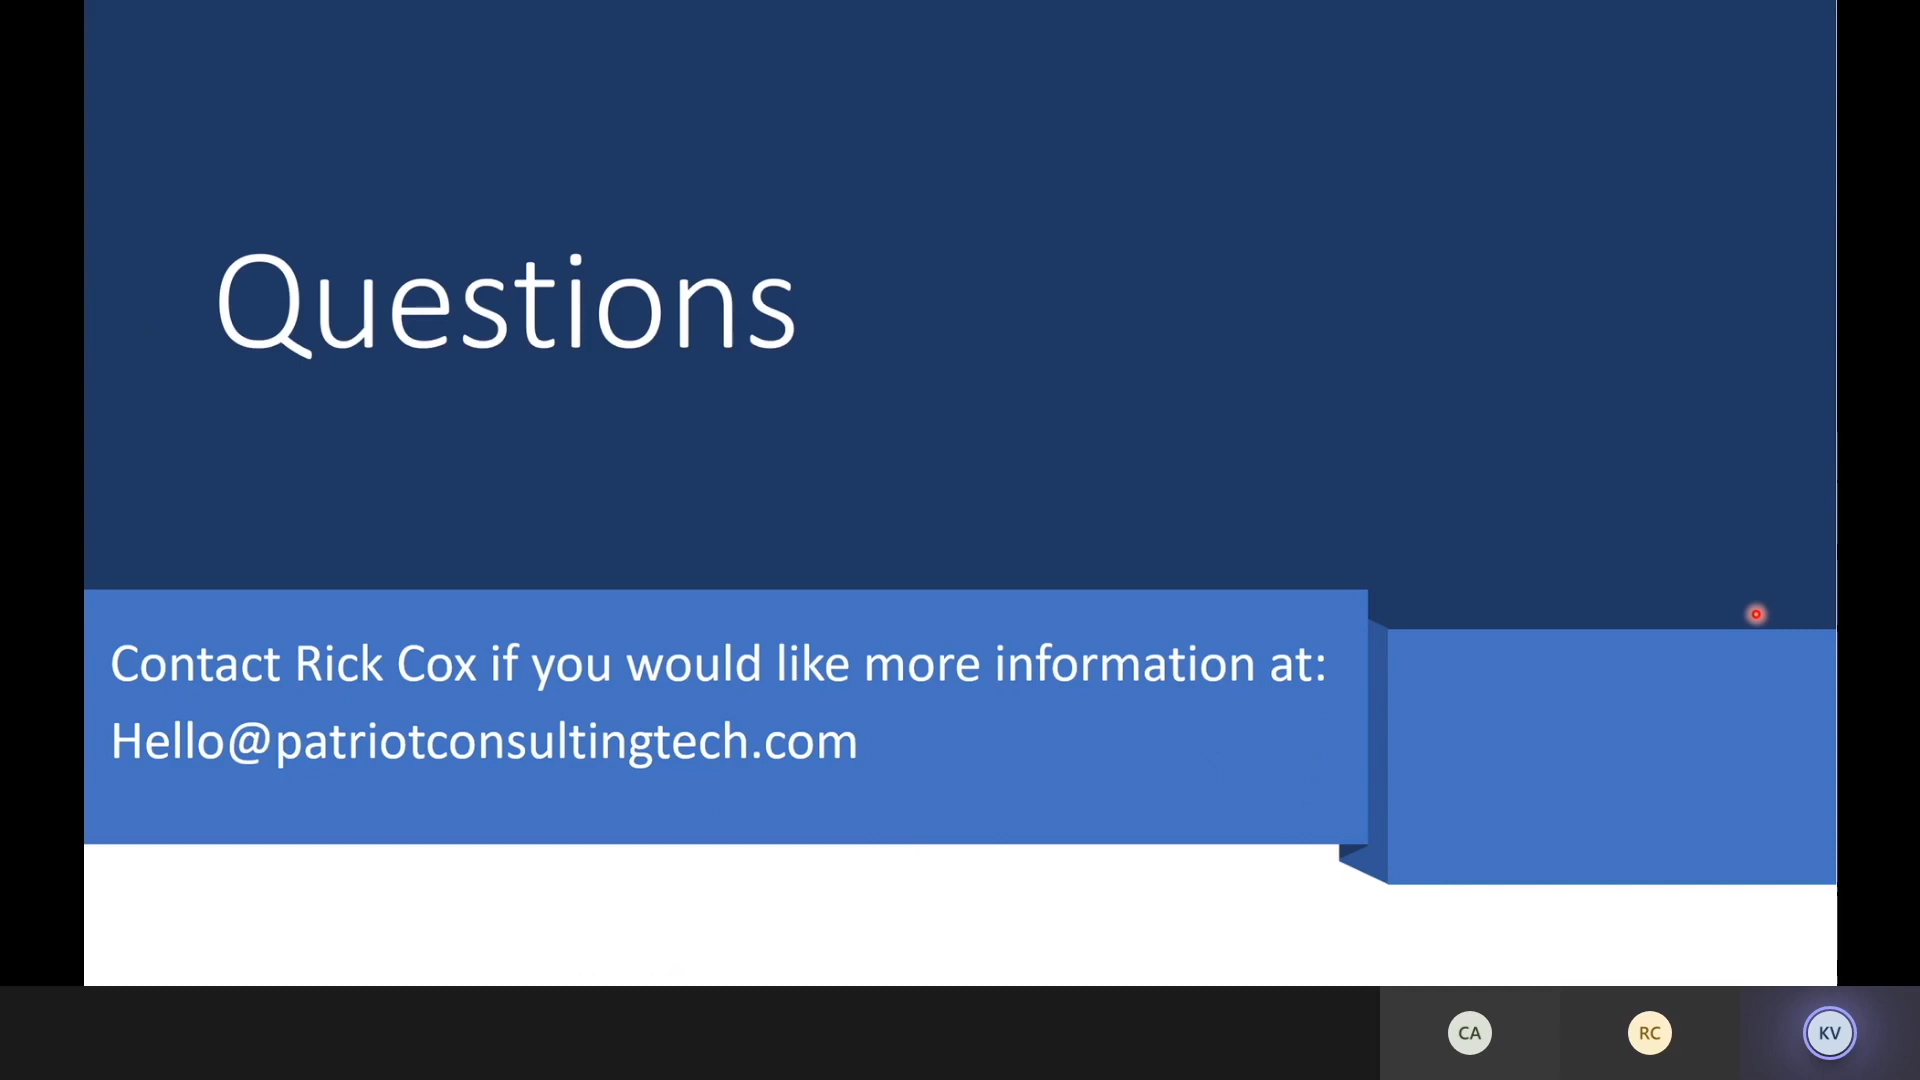 Questions
Contact Rick Cox if you would like more information at:
Hello@patriotconsultingtech.com
CA
RC
KV